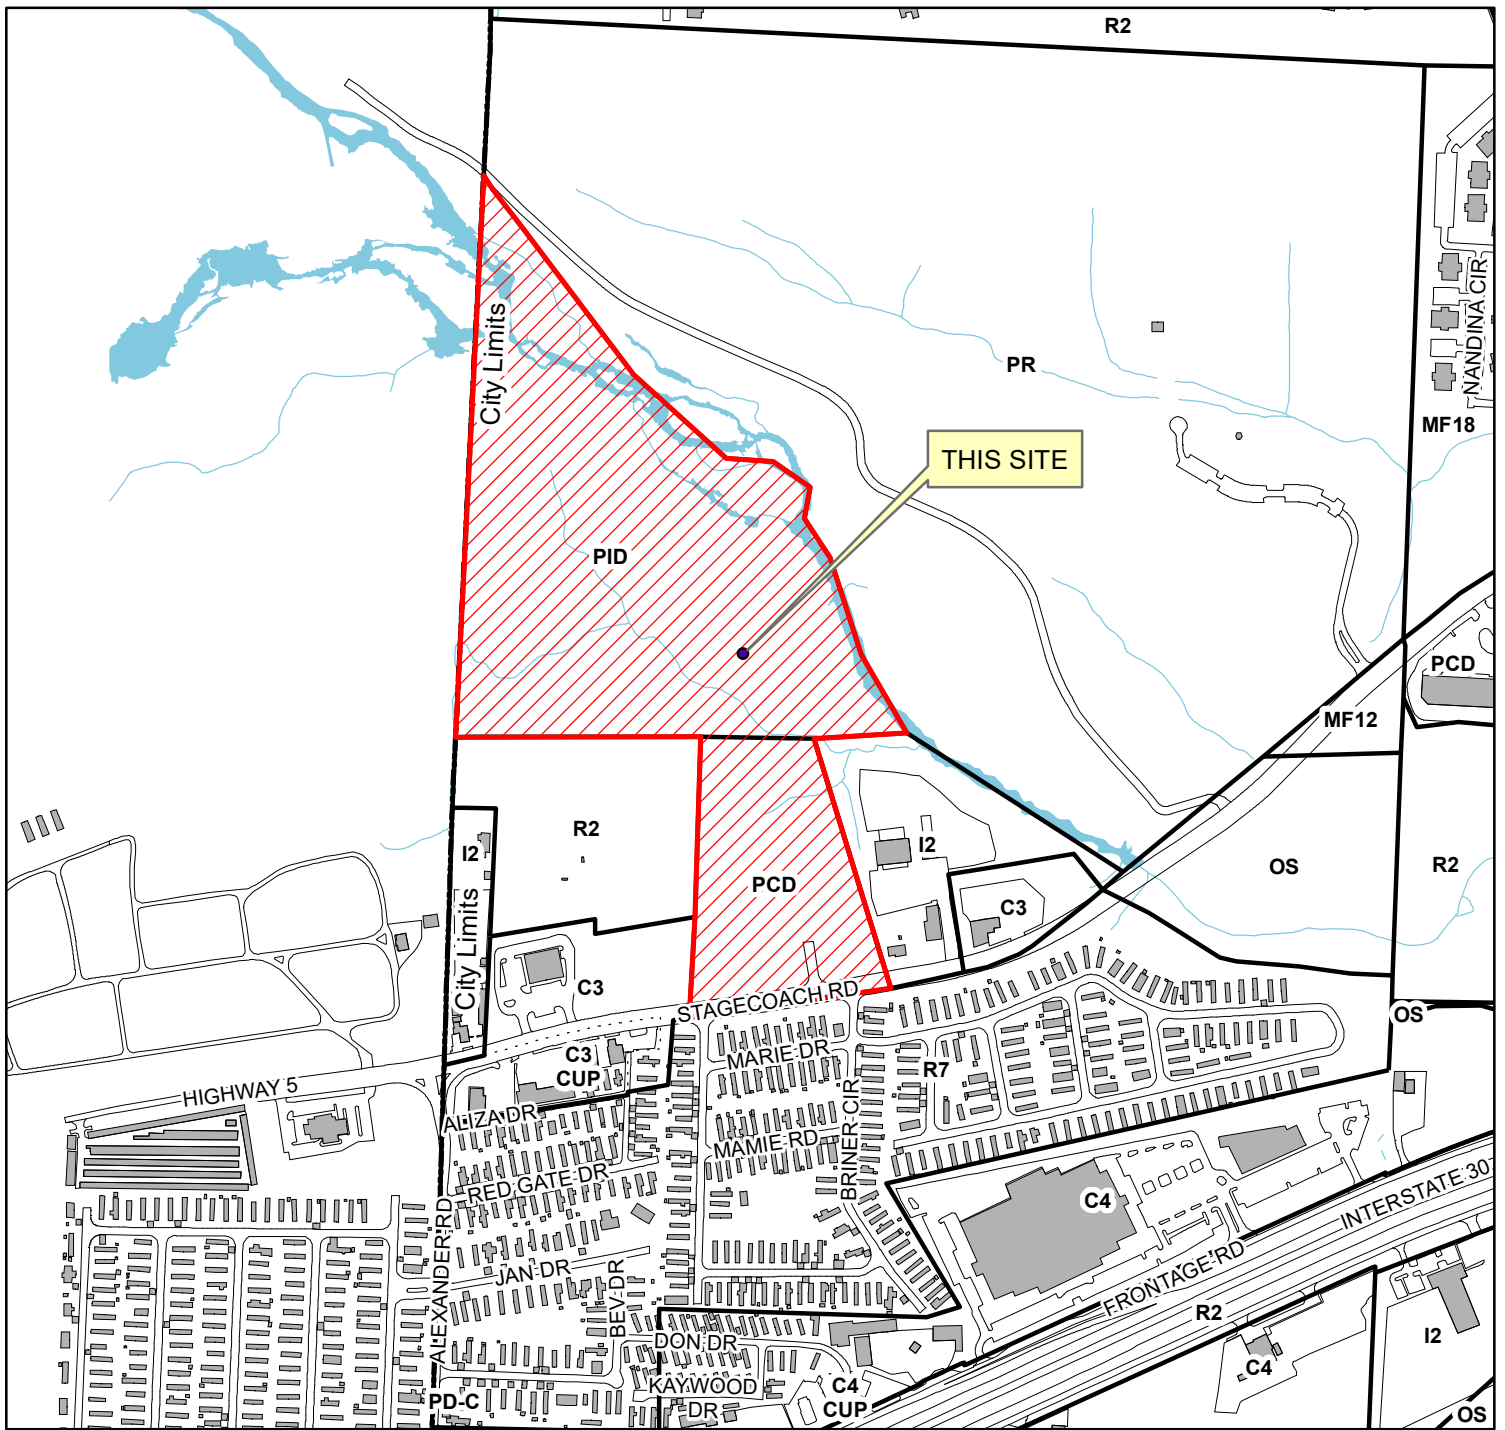 R2
City Limits
NANDINA CIR
PR
MF18
THIS SITE
PID
PCD
MF12
R2
I2
I2
PCD
OS
R2
C3
City Limits
C3
STAGECOACH RD
OS
C3
CUP
MARIE DR
R7
HIGHWAY 5
ALIZA DR
MAMIE RD
BRINER CIR
RED GATE DR
C4
INTERSTATE 30
ALEXANDER RD
JAN DR
BEV DR
FRONTAGE RD
R2
DON DR
I2
C4
KAYWOOD
DR
C4
CUP
PD-C
OS